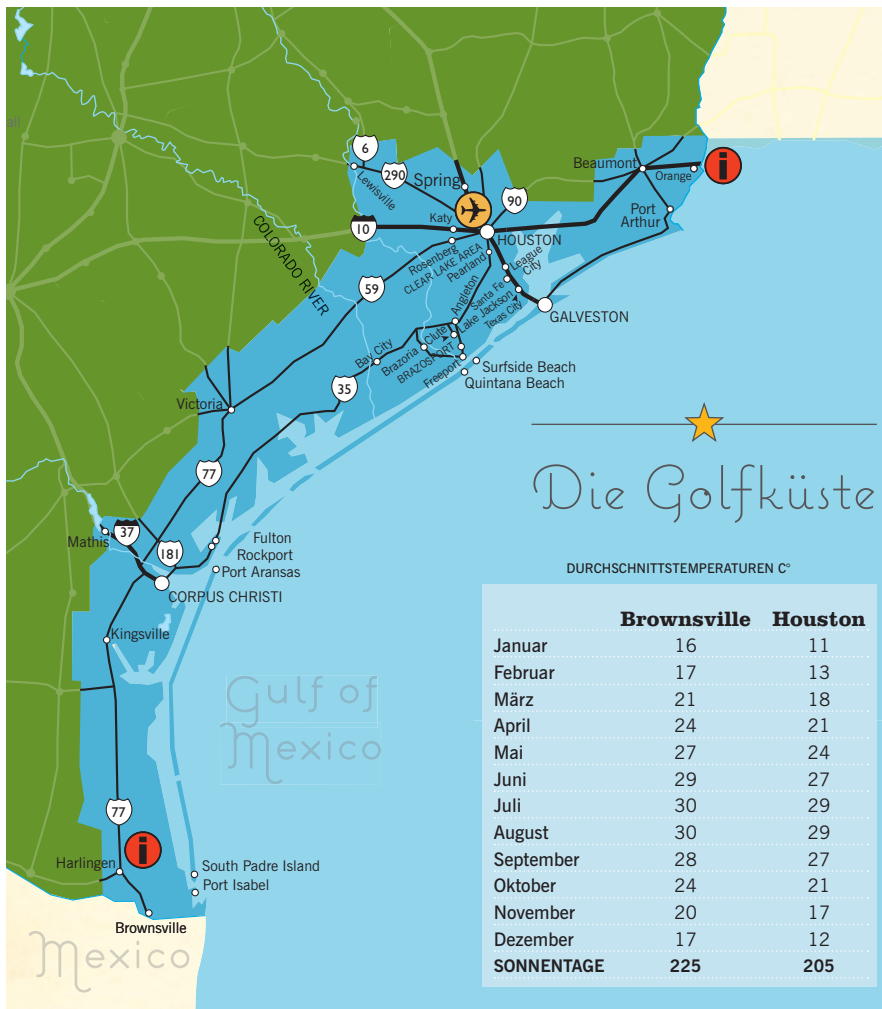 all
6
290
Lewisville
Spring
Katy
10
90
HOUSTON
Beaumont
Orange
i
Port
Arthur
COLORADO RIVER
Rosenberg
CLEAR LAKE AREA
Pearland
League
City
Santa Fe
Lake Jackson
Texas City
Angleton
GALVESTON
59
Clute
Bay City
Brazoria
BRAZOSPORT
Freeport
Surfside Beach
Quintana Beach
35
Victoria
77
Die Golfküste
37
Mathis
181
Fulton
Rockport
Port Aransas
CORPUS CHRISTI
Kingsville
Gulf of
Mexico
77
i
Harlingen
South Padre Island
Port Isabel
Brownsville
Mexico
DURCHSCHNITTSTEMPERATUREN C°
Brownsville Houston
Januar 16 11
Februar 17 13
März 21 18
April 24 21
Mai 27 24
Juni 29 27
Juli 30 29
August 30 29
September 28 27
Oktober 24 21
November 20 17
Dezember 17 12
SONNENTAGE 225 205